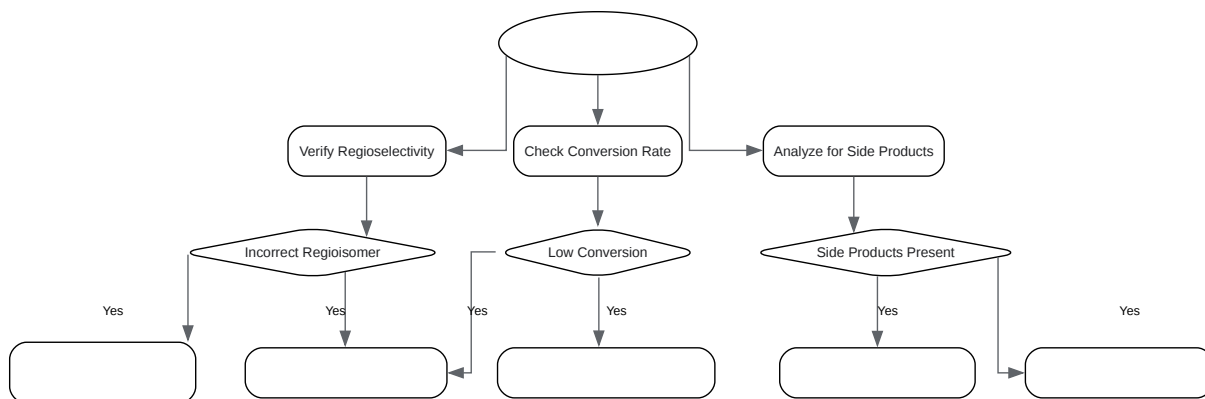 Verify Regioselectivity
Check Conversion Rate
Analyze for Side Products
Incorrect Regioisomer
Low Conversion
Side Products Present
Yes
Yes
Yes
Yes
Yes
Yes